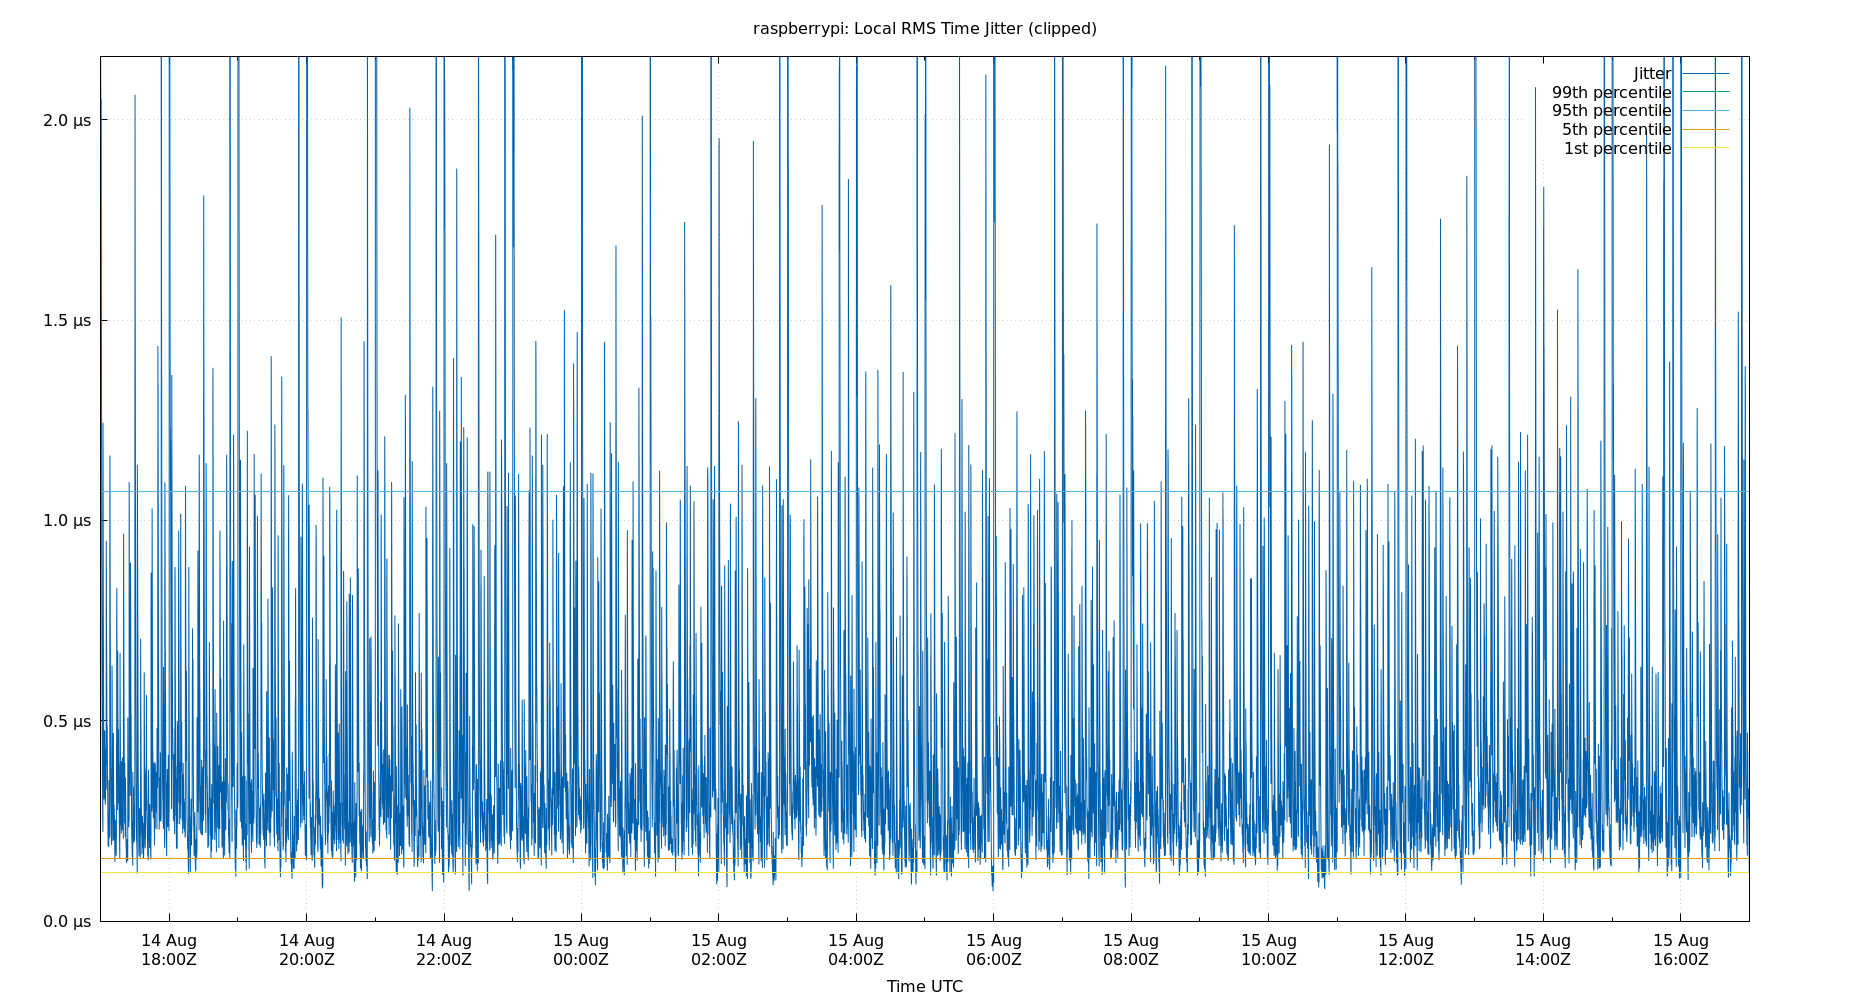 raspberrypi: Local RMS Time Jitter (clipped)
Jitter
99th percentile
95th percentile
5th percentile
1st percentile
2.0 µs
1.5 µs
1.0 µs
0.5 µs
0.0 µs
14 Aug 14 Aug 14 Aug 15 Aug 15 Aug 15 Aug 15 Aug 15 Aug 15 Aug 15 Aug 15 Aug 15 Aug
18:00Z 20:00Z 22:00Z 00:00Z 02:00Z 04:00Z 06:00Z 08:00Z 10:00Z 12:00Z 14:00Z 16:00Z
Time UTC